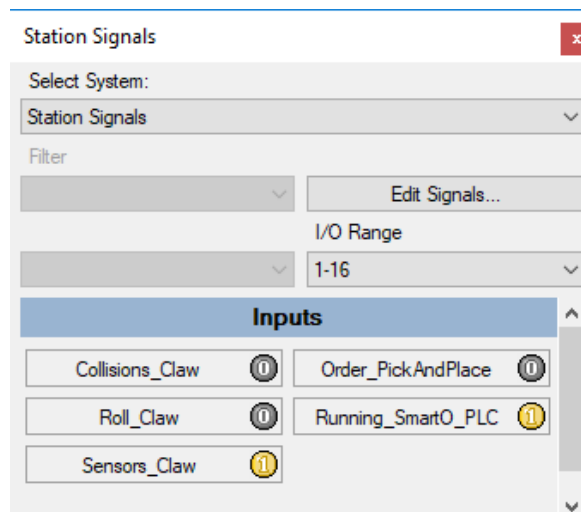 Station Signals
x
Select System:
Station Signals
Filter
Edit Signals...
I/O Range
1-16
Inputs
Collisions_Claw 0 Order_PickAndPlace 0
Roll_Claw 0 Running_SmartO_PLC 1
Sensors_Claw 1